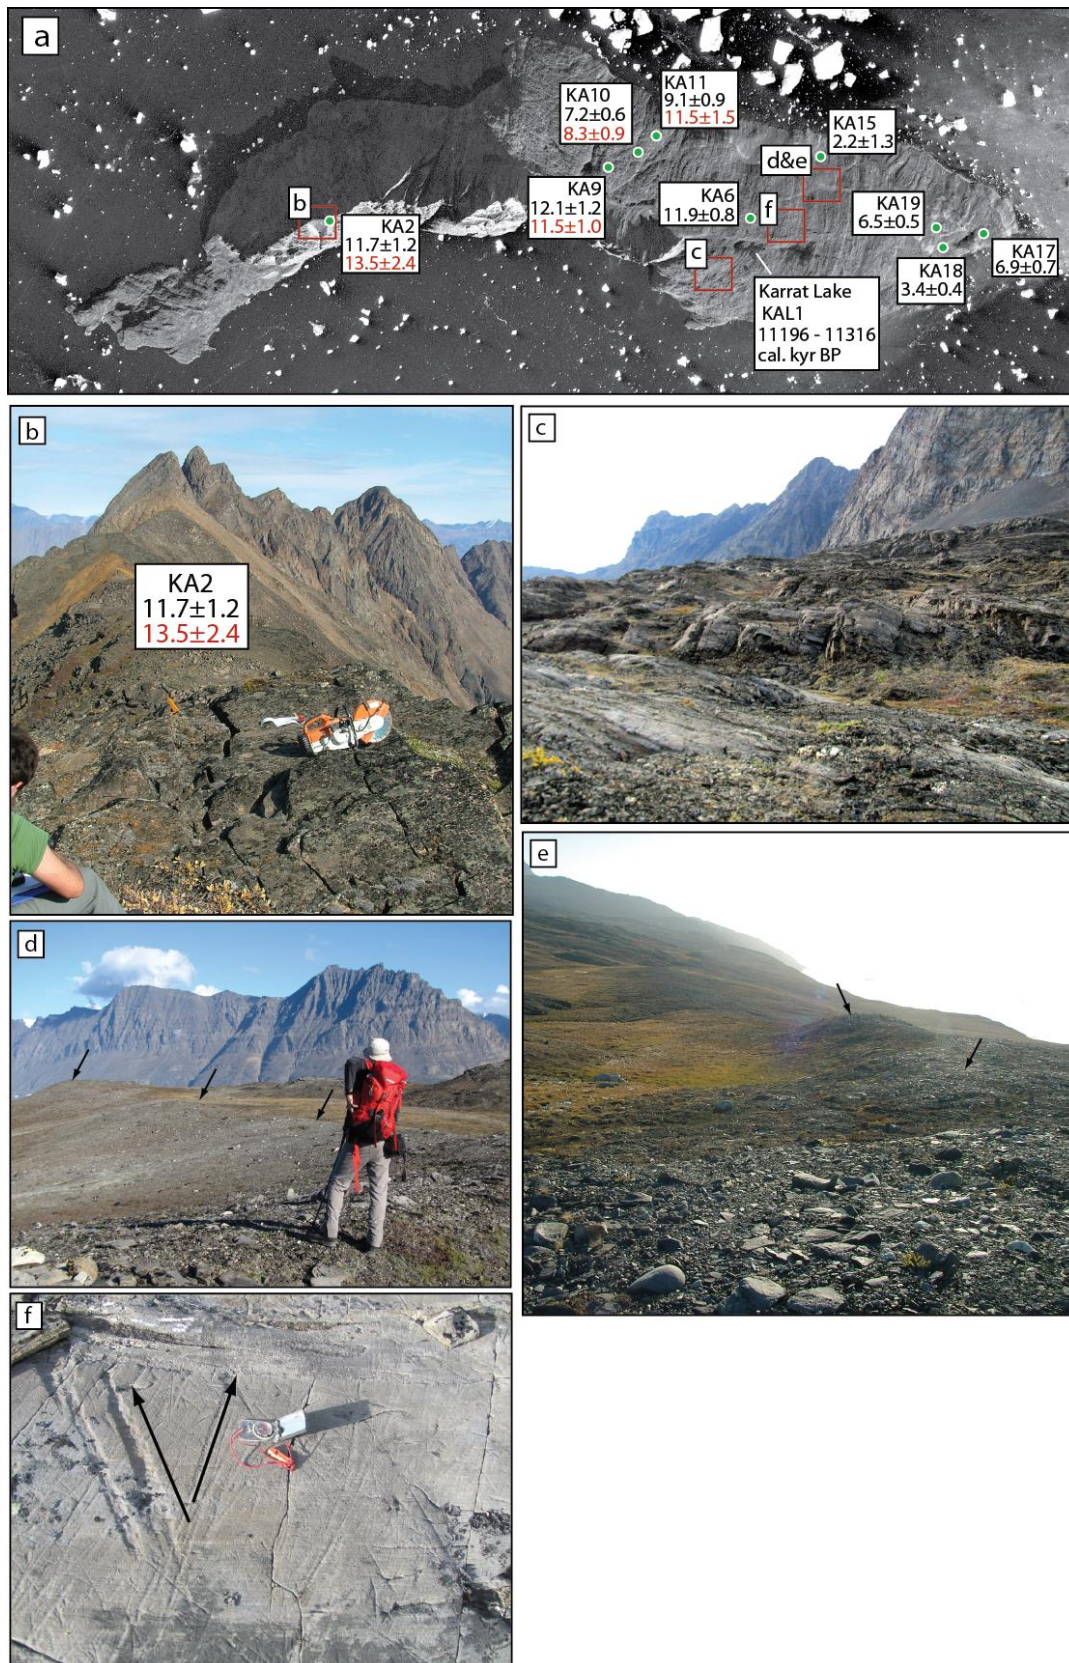 a
KA10
7.2±0.6
8.3±0.9
KA11
9.1±0.9
11.5±1.5
KA15
2.2±1.3
d&e
b
KA2
11.7±1.2
13.5±2.4
KA9
12.1±1.2
11.5±1.0
KA6
11.9±0.8
f
KA19
6.5±0.5
c
KA17
6.9±0.7
KA18
3.4±0.4
Karrat Lake
KAL1
11196 - 11316
cal. kyr BP
b
KA2
11.7±1.2
13.5±2.4
c
d
e
f